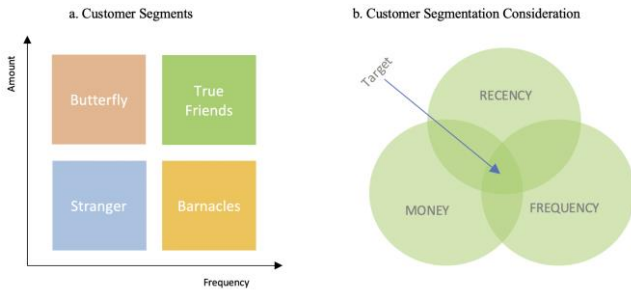 a. Customer Segments
Amount
Butterfly
True
Friends
Stranger
Barnacles
Frequency
b. Customer Segmentation Consideration
Target
RECENCY
MONEY
FREQUENCY